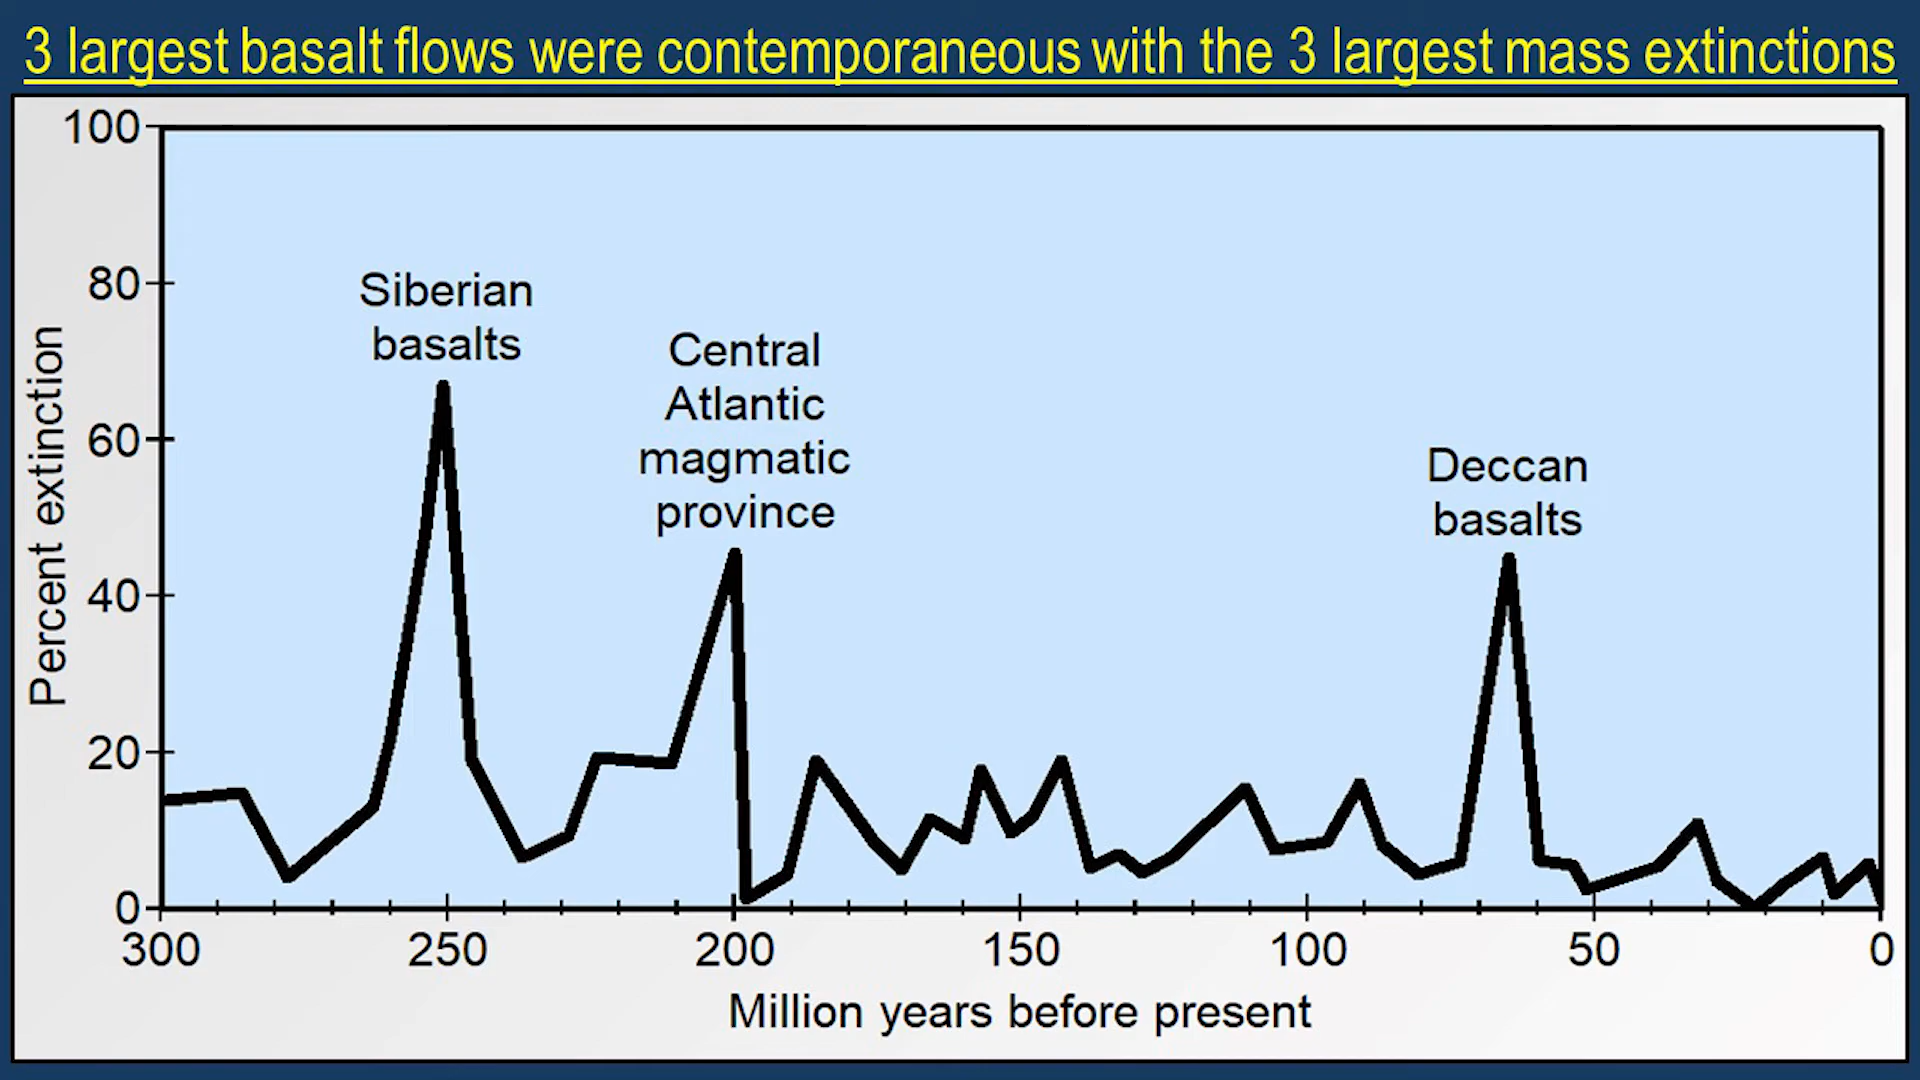 3 largest basalt flows were contemporaneous with the 3 largest mass extinctions
100
80
60
40
20
0
Percent extinction
Siberian
basalts
Central
Atlantic
magmatic
province
Deccan
basalts
300
250
200
150
100
50
0
Million years before present